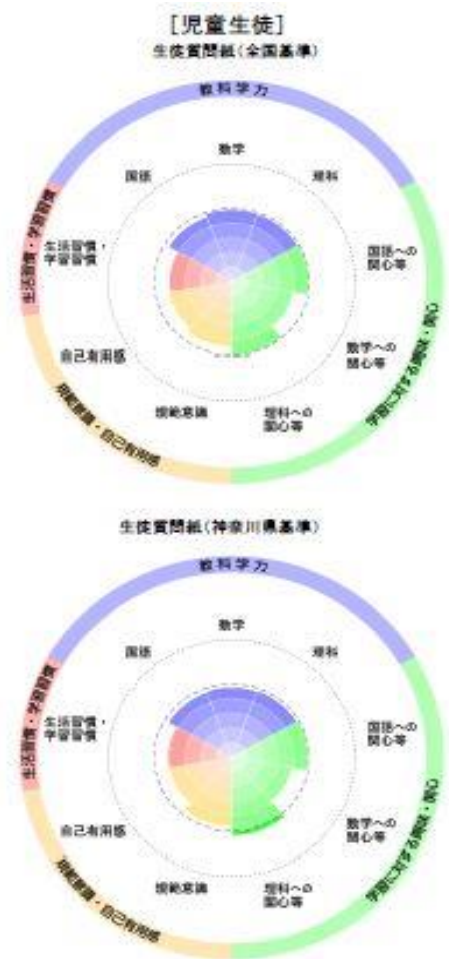 ［児童生徒］
生徒質問紙（全国基準）
教科学力
数学
国語
理科
生活習慣・学習習慣
生活習慣・
学習習慣
国語への
関心等
自己有用感
数学への
関心等
学習に対する興味・関心
規範意識
理科への
関心等
規範意識・自己有用感
生徒質問紙（神奈川県基準）
教科学力
数学
国語
理科
生活習慣・学習習慣
生活習慣・
学習習慣
国語への
関心等
自己有用感
数学への
関心等
学習に対する興味・関心
規範意識
理科への
関心等
規範意識・自己有用感